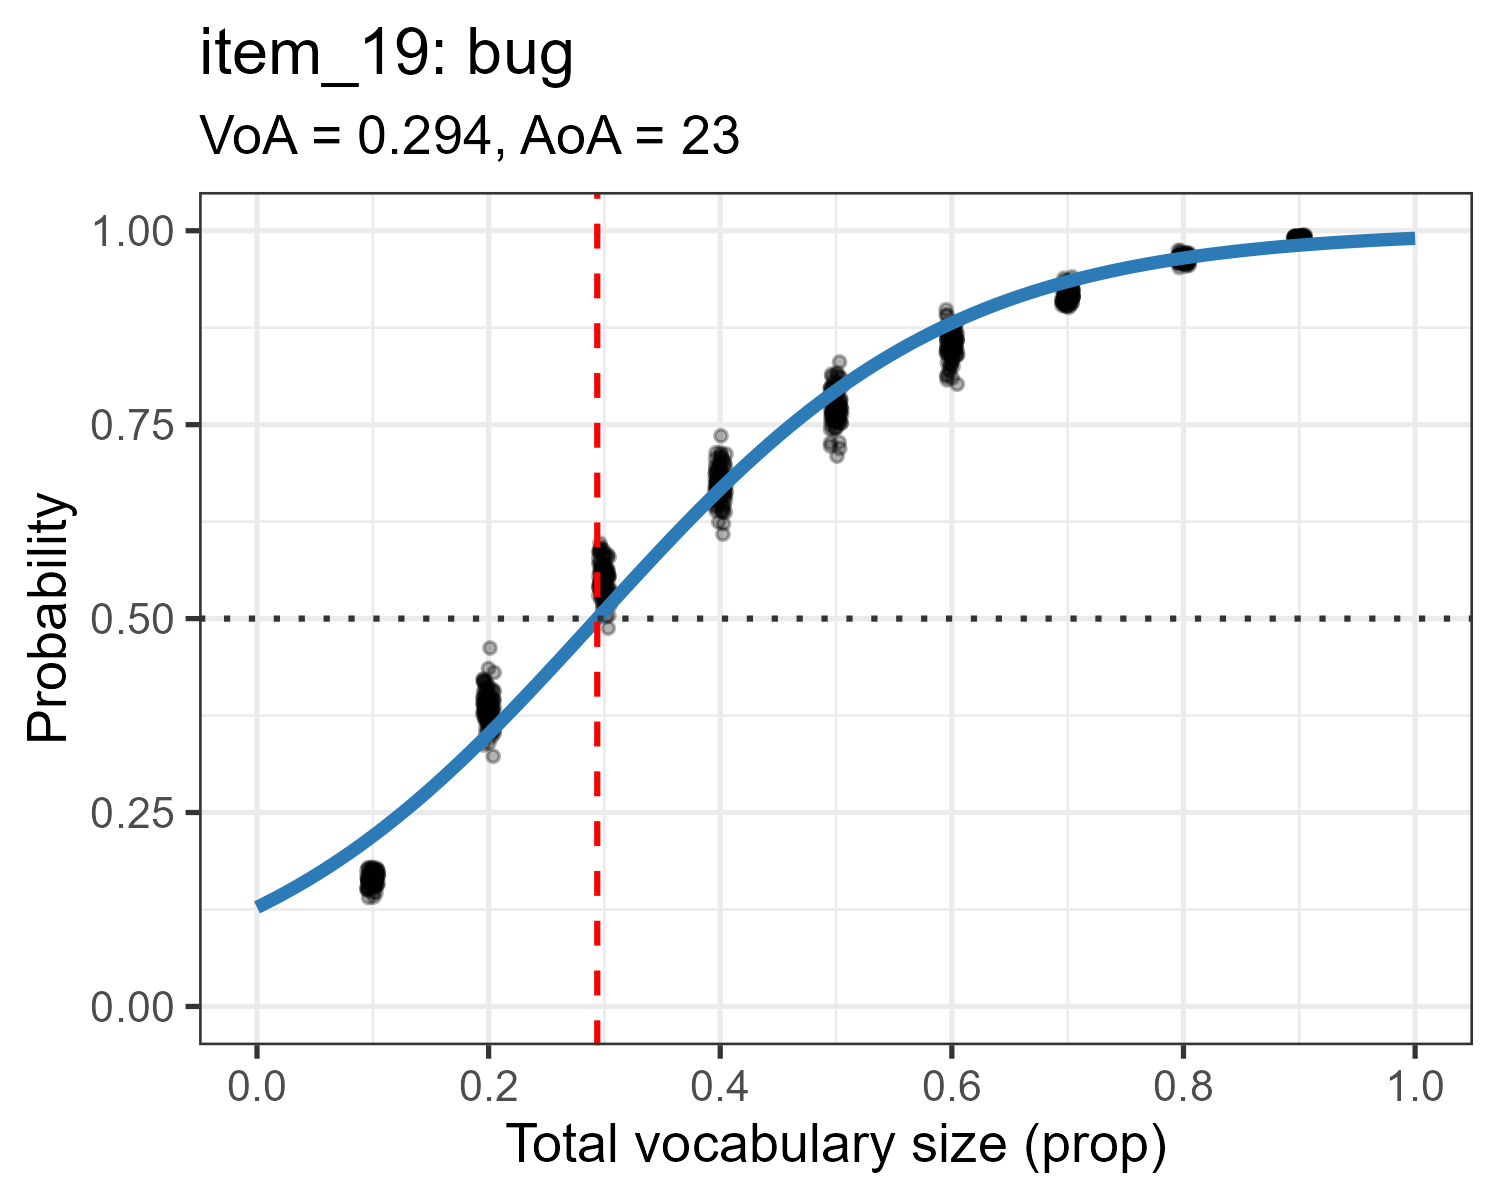 item_19: bug
VoA = 0.294, AoA = 23
Probability
1.00
0.75
0.50
0.25
0.00
0.0 0.2 0.4 0.6 0.8 1.0
Total vocabulary size (prop)